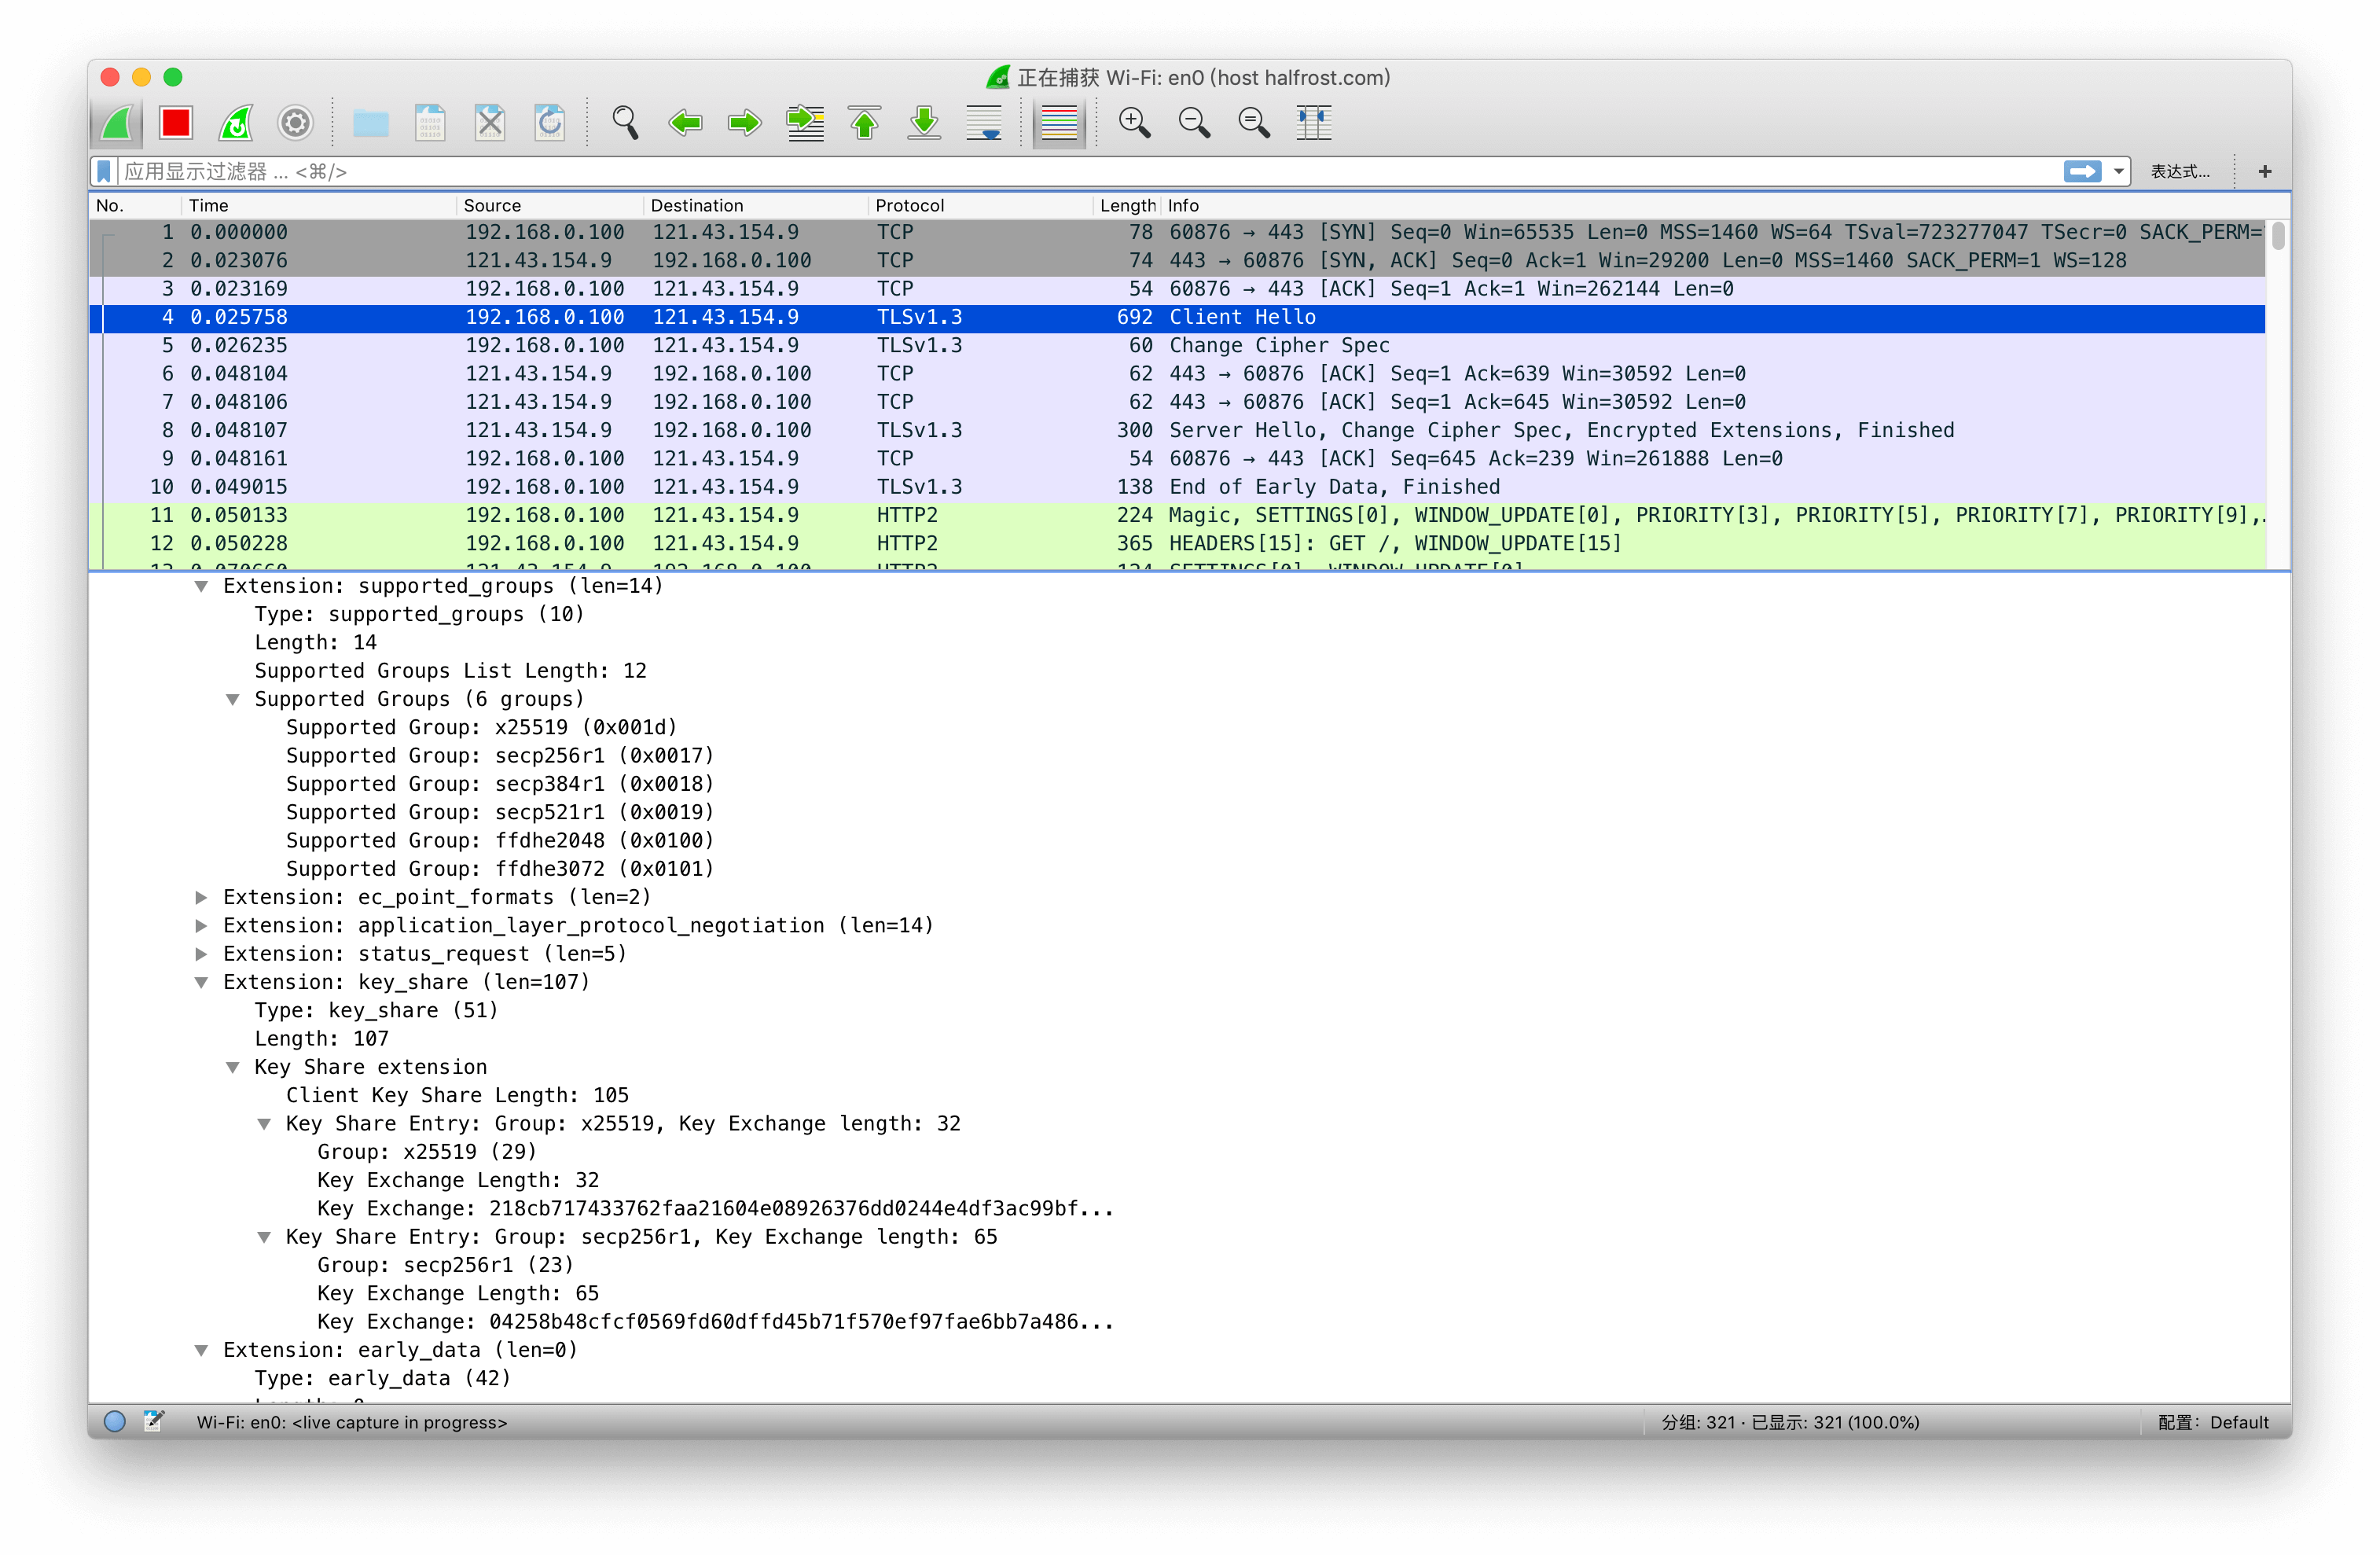 正在捕获 Wi-Fi: en0 (host halfrost.com)
应用显示过滤器 ... <⌘/>
表达式...
+
No. Time Source Destination Protocol Length Info
1 0.000000 192.168.0.100 121.43.154.9 TCP 78 60876 → 443 [SYN] Seq=0 Win=65535 Len=0 MSS=1460 WS=64 TSval=723277047 TSecr=0 SACK_PERM=
2 0.023076 121.43.154.9 192.168.0.100 TCP 74 443 → 60876 [SYN, ACK] Seq=0 Ack=1 Win=29200 Len=0 MSS=1460 SACK_PERM=1 WS=128
3 0.023169 192.168.0.100 121.43.154.9 TCP 54 60876 → 443 [ACK] Seq=1 Ack=1 Win=262144 Len=0
4 0.025758 192.168.0.100 121.43.154.9 TLSv1.3 692 Client Hello
5 0.026235 192.168.0.100 121.43.154.9 TLSv1.3 60 Change Cipher Spec
6 0.048104 121.43.154.9 192.168.0.100 TCP 62 443 → 60876 [ACK] Seq=1 Ack=639 Win=30592 Len=0
7 0.048106 121.43.154.9 192.168.0.100 TCP 62 443 → 60876 [ACK] Seq=1 Ack=645 Win=30592 Len=0
8 0.048107 121.43.154.9 192.168.0.100 TLSv1.3 300 Server Hello, Change Cipher Spec, Encrypted Extensions, Finished
9 0.048161 192.168.0.100 121.43.154.9 TCP 54 60876 → 443 [ACK] Seq=645 Ack=239 Win=261888 Len=0
10 0.049015 192.168.0.100 121.43.154.9 TLSv1.3 138 End of Early Data, Finished
11 0.050133 192.168.0.100 121.43.154.9 HTTP2 224 Magic, SETTINGS[0], WINDOW_UPDATE[0], PRIORITY[3], PRIORITY[5], PRIORITY[7], PRIORITY[9],.
12 0.050228 192.168.0.100 121.43.154.9 HTTP2 365 HEADERS[15]: GET /, WINDOW_UPDATE[15]
13 0.070660 121.43.154.9 192.168.0.100 HTTP2 124 SETTINGS[0], WINDOW_UPDATE[0]
Extension: supported_groups (len=14)
Type: supported_groups (10)
Length: 14
Supported Groups List Length: 12
Supported Groups (6 groups)
Supported Group: x25519 (0x001d)
Supported Group: secp256r1 (0x0017)
Supported Group: secp384r1 (0x0018)
Supported Group: secp521r1 (0x0019)
Supported Group: ffdhe2048 (0x0100)
Supported Group: ffdhe3072 (0x0101)
Extension: ec_point_formats (len=2)
Extension: application_layer_protocol_negotiation (len=14)
Extension: status_request (len=5)
Extension: key_share (len=107)
Type: key_share (51)
Length: 107
Key Share extension
Client Key Share Length: 105
Key Share Entry: Group: x25519, Key Exchange length: 32
Group: x25519 (29)
Key Exchange Length: 32
Key Exchange: 218cb717433762faa21604e08926376dd0244e4df3ac99bf...
Key Share Entry: Group: secp256r1, Key Exchange length: 65
Group: secp256r1 (23)
Key Exchange Length: 65
Key Exchange: 04258b48cfcf0569fd60dffd45b71f570ef97fae6bb7a486...
Extension: early_data (len=0)
Type: early_data (42)
Wi-Fi: en0: <live capture in progress>
分组: 321 · 已显示: 321 (100.0%)
配置: Default